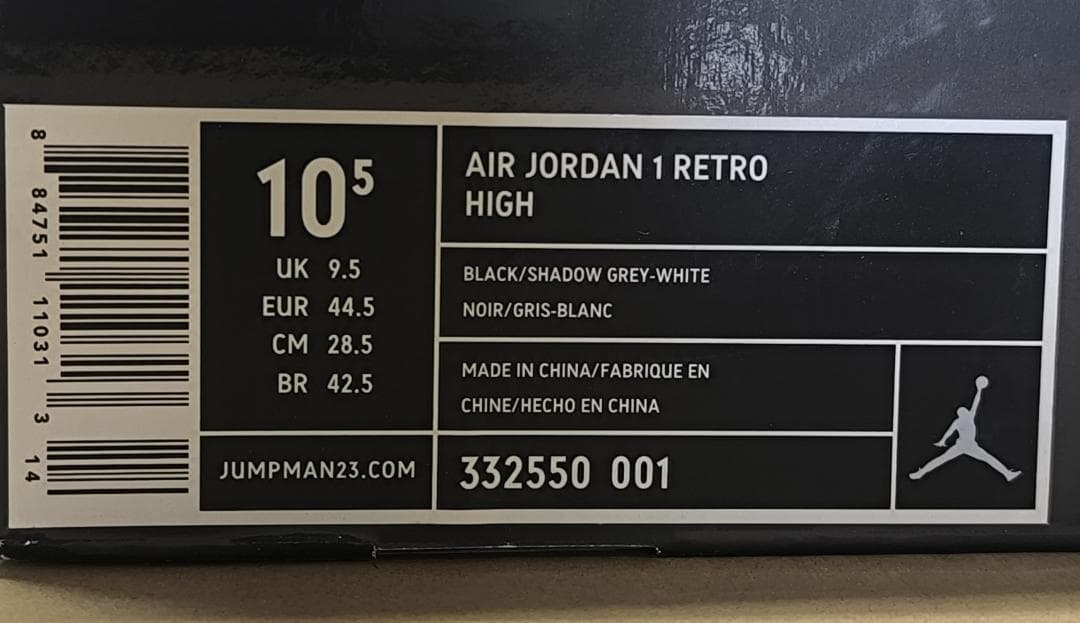 8 84751 11031 3 14
10 5
UK 9.5
EUR 44.5
CM 28.5
BR 42.5
JUMPMAN23.COM
AIR JORDAN 1 RETRO
HIGH
BLACK/SHADOW GREY-WHITE
NOIR/GRIS-BLANC
MADE IN CHINA/FABRIQUE EN
CHINE/HECHO EN CHINA
332550 001